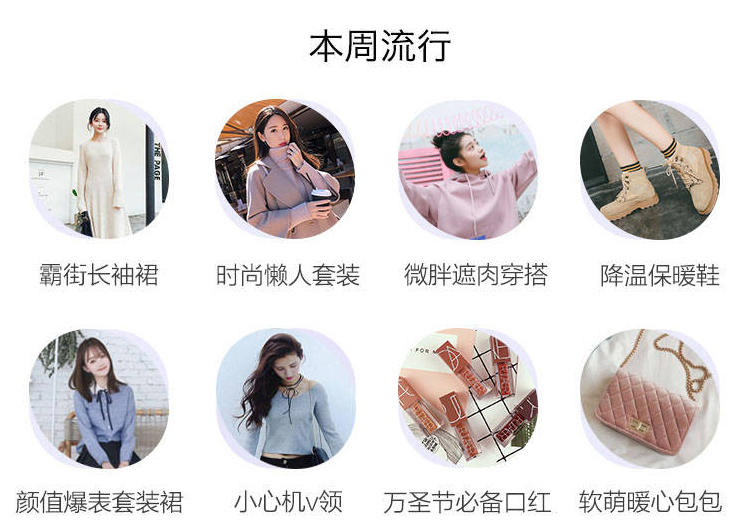 本周流行
THE PAGE
霸街长袖裙
时尚懒人套装
微胖遮肉穿搭
降温保暖鞋
FOR M
颜值爆表套装裙
小心机v领
万圣节必备口红
软萌暖心包包